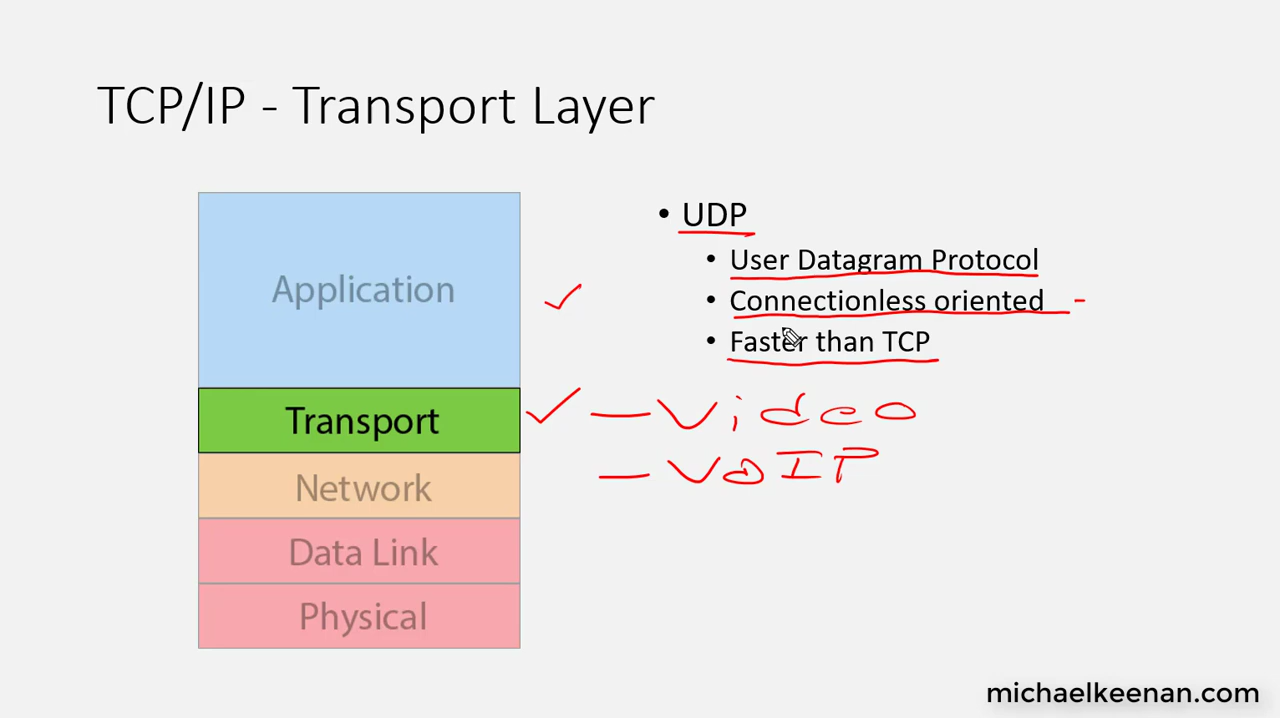 TCP/IP - Transport Layer
Application
Transport
Network
Data Link
Physical
• UDP
• User Datagram Protocol
• Connectionless oriented -
• Faster than TCP
— Video
— VoIP
michaelkeenan.com